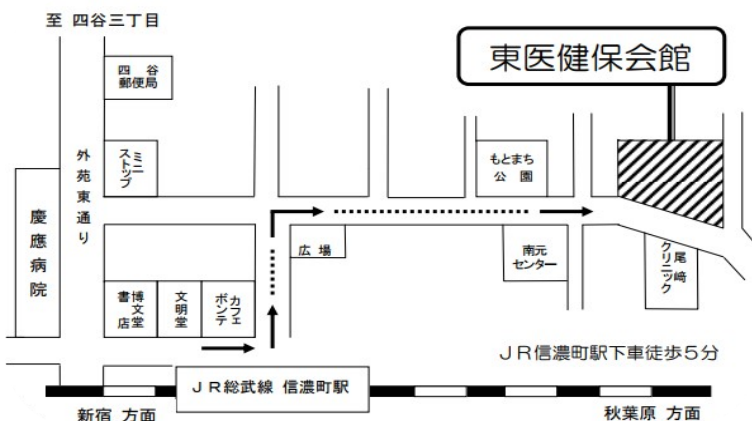 至 四谷三丁目
四 谷
郵便局
東医健保会館
ミニ
ストップ
外苑東通り
慶應病院
もとまち
公 園
広 場
南元
センター
尾﨑
クリニック
博文堂
書店
文明堂
カフェ
ボンテ
JR信濃町駅下車徒歩5分
JR総武線 信濃町駅
新宿 方面
秋葉原 方面